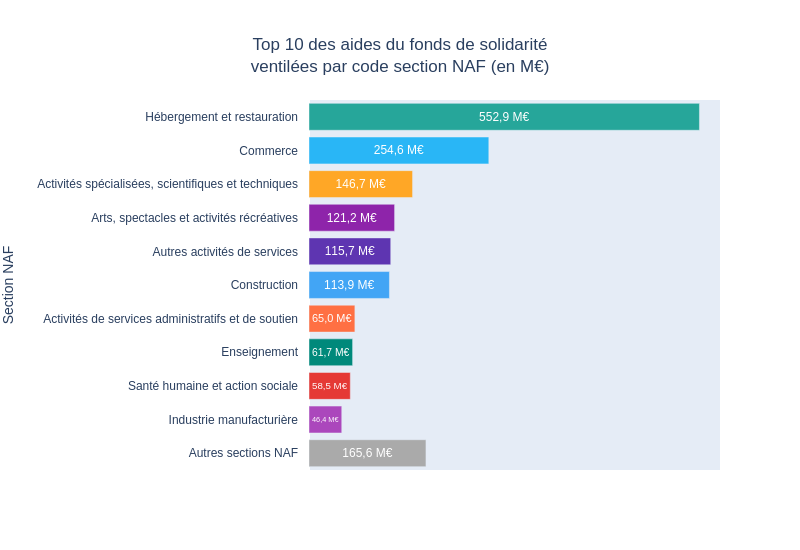 Top 10 des aides du fonds de solidarité
ventilées par code section NAF (en M€)
Section NAF
Hébergement et restauration 552,9 M€
Commerce 254,6 M€
Activités spécialisées, scientifiques et techniques 146,7 M€
Arts, spectacles et activités récréatives 121,2 M€
Autres activités de services 115,7 M€
Construction 113,9 M€
Activités de services administratifs et de soutien 65,0 M€
Enseignement 61,7 M€
Santé humaine et action sociale 58,5 M€
Industrie manufacturière 46,4 M€
Autres sections NAF 165,6 M€